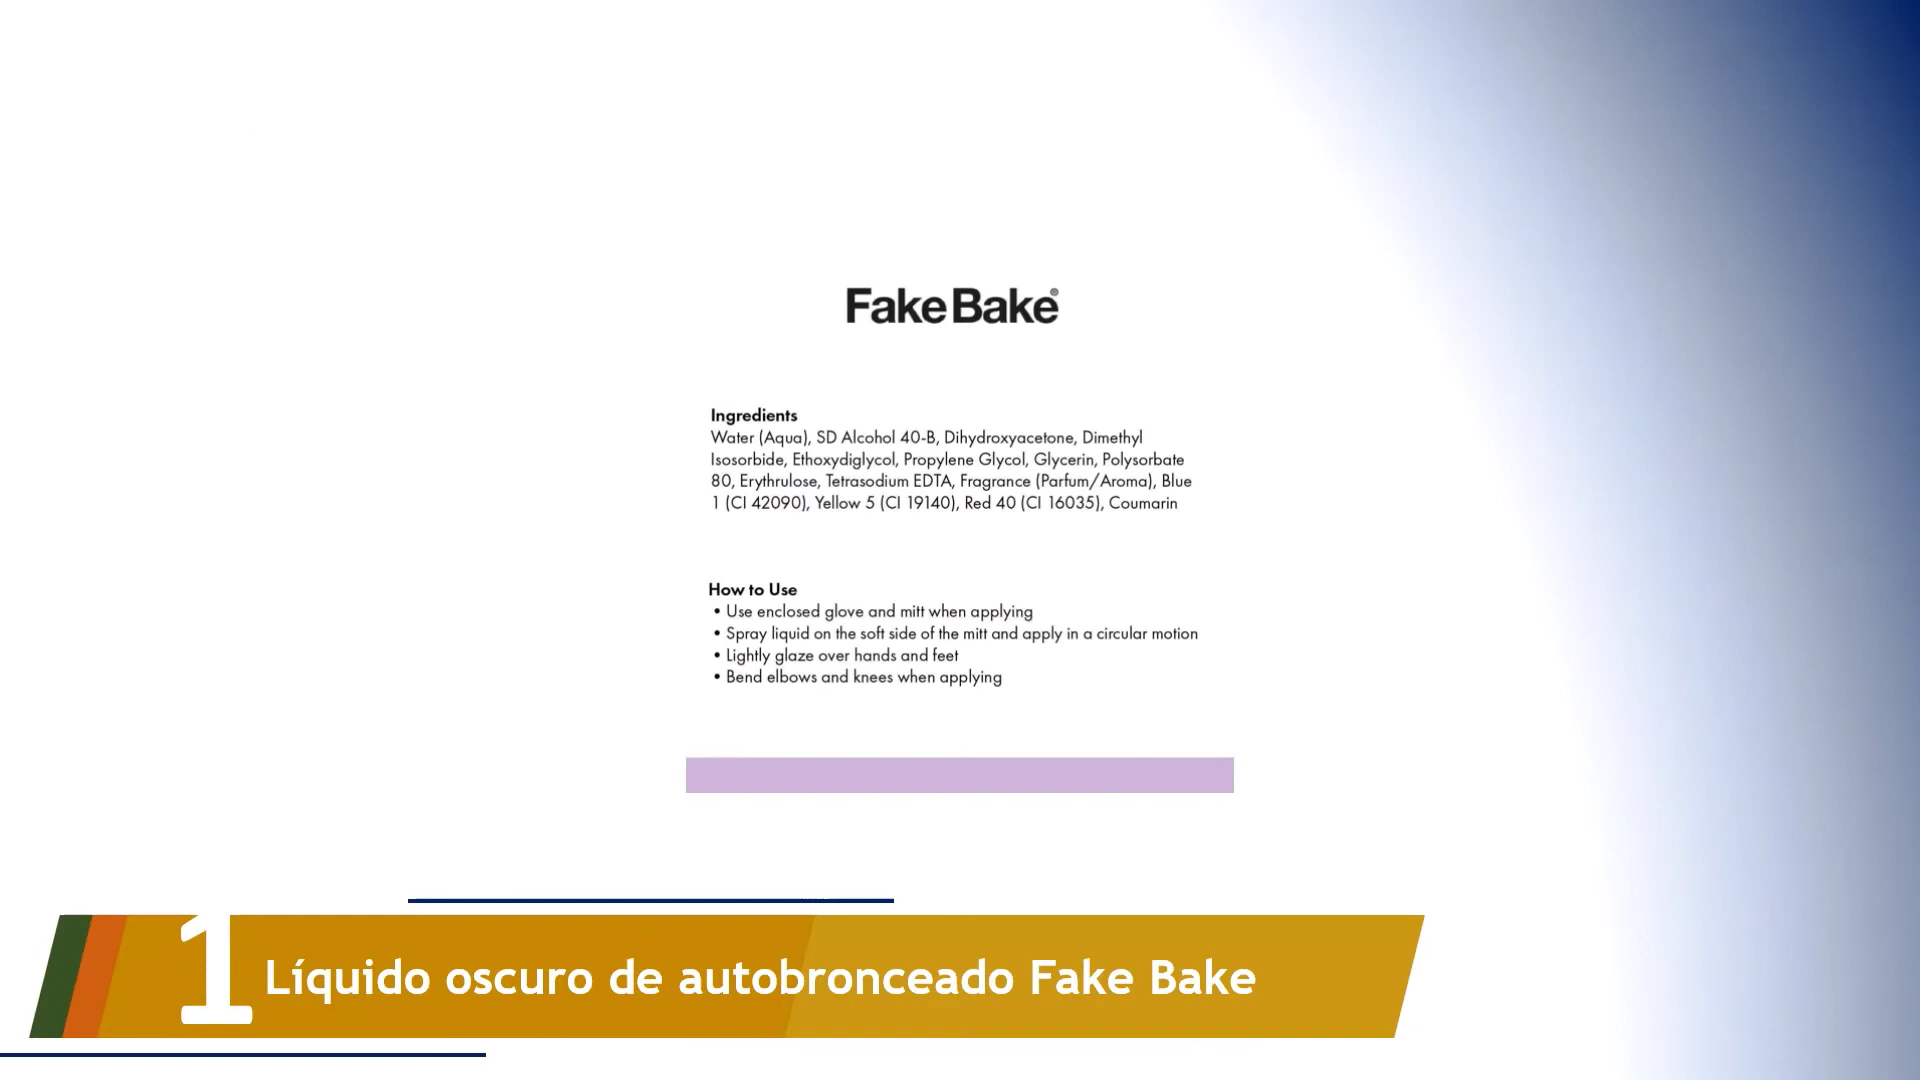 FakeBake®
Ingredients
Water (Aqua), SD Alcohol 40-B, Dihydroxyacetone, Dimethyl
Isosorbide, Ethoxydiglycol, Propylene Glycol, Glycerin, Polysorbate
80, Erythrulose, Tetrasodium EDTA, Fragrance (Parfum/Aroma), Blue
1 (CI 42090), Yellow 5 (CI 19140), Red 40 (CI 16035), Coumarin
How to Use
• Use enclosed glove and mitt when applying
• Spray liquid on the soft side of the mitt and apply in a circular motion
• Lightly glaze over hands and feet
• Bend elbows and knees when applying
1 Líquido oscuro de autobronceado Fake Bake